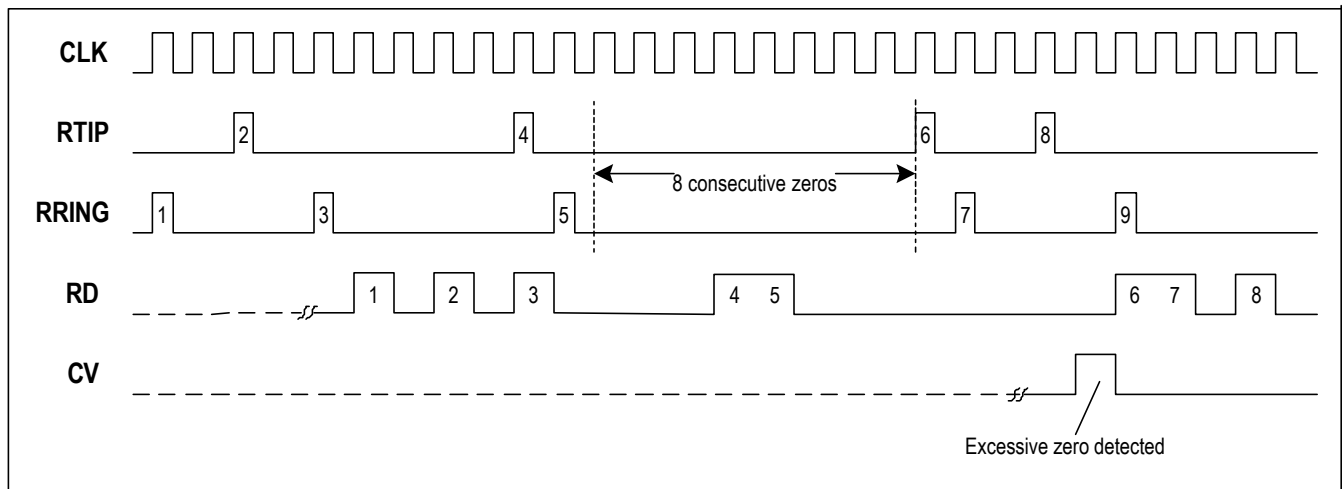 CLK
RTIP
2
4
6
8
8 consecutive zeros
RRING
1
3
5
7
9
RD
1
2
3
4 5
6 7
8
CV
Excessive zero detected